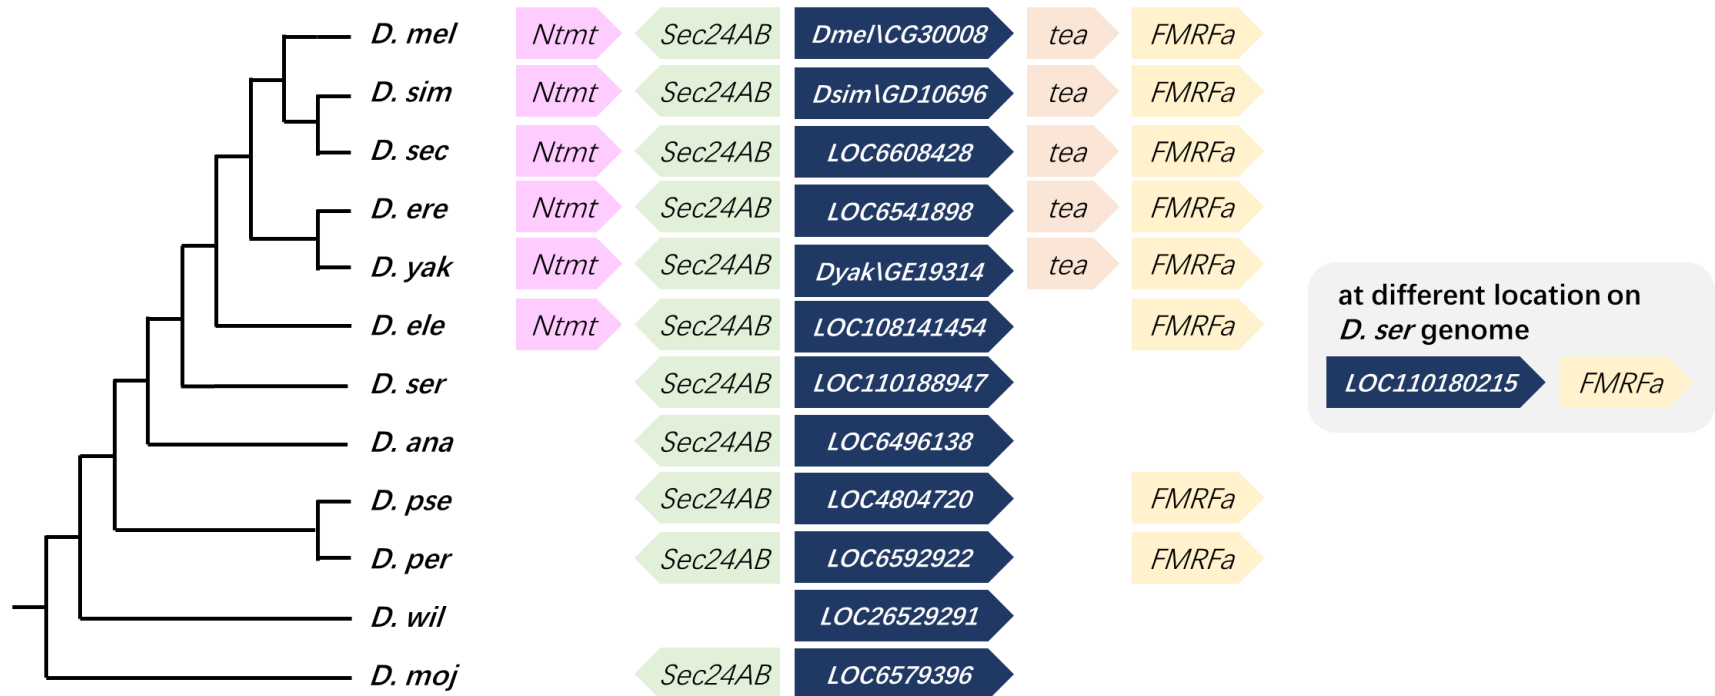 D. mel Ntmt Sec24AB Dmel\CG30008 tea FMRFa
D. sim Ntmt Sec24AB Dsim\GD10696 tea FMRFa
D. sec Ntmt Sec24AB LOC6608428 tea FMRFa
D. ere Ntmt Sec24AB LOC6541898 tea FMRFa
D. yak Ntmt Sec24AB Dyak\GE19314 tea FMRFa
D. ele Ntmt Sec24AB LOC108141454 FMRFa
D. ser Sec24AB LOC110188947
D. ana Sec24AB LOC6496138
D. pse Sec24AB LOC4804720 FMRFa
D. per Sec24AB LOC6592922 FMRFa
D. wil LOC26529291
D. moj Sec24AB LOC6579396
at different location on
D. ser genome
LOC110180215 FMRFa